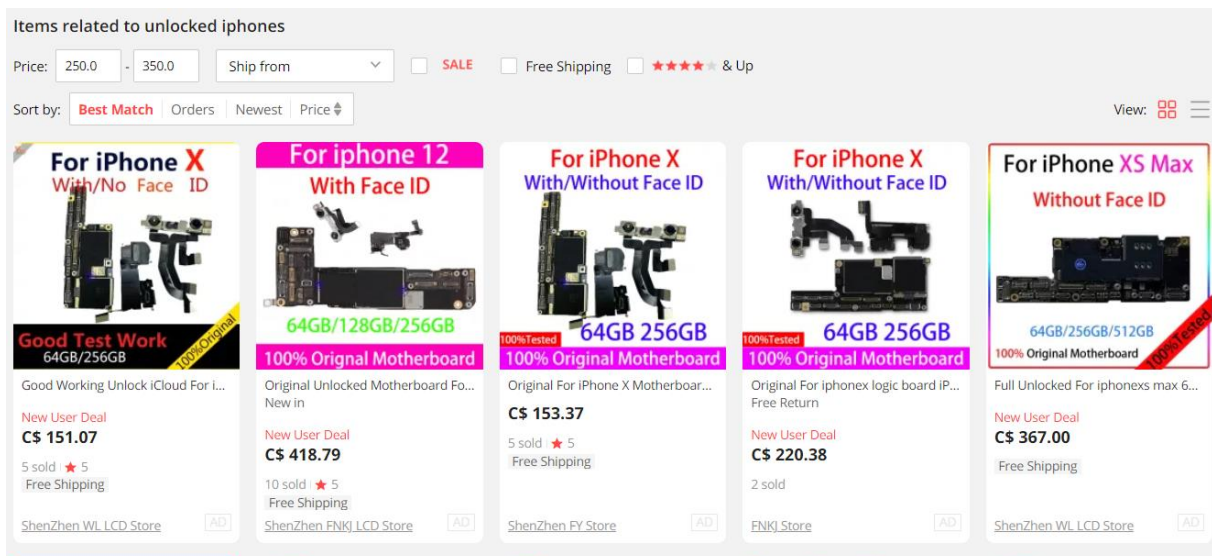 Items related to unlocked iphones
Price: 250.0 - 350.0 Ship from SALE Free Shipping & Up
Sort by: Best Match Orders Newest Price View:
For iPhone X
With/No Face ID
Good Test Work
64GB/256GB
100%Original
Good Working Unlock iCloud For i...
New User Deal
C$ 151.07
5 sold 5
Free Shipping
ShenZhen WL LCD Store AD
For iphone 12
With Face ID
64GB/128GB/256GB
100% Orignal Motherboard
Original Unlocked Motherboard Fo...
New in
New User Deal
C$ 418.79
10 sold 5
Free Shipping
ShenZhen FNKJ LCD Store AD
For iPhone X
With/Without Face ID
100%Tested 64GB 256GB
100% Orignal Motherboard
Original For iPhone X Motherboar...
C$ 153.37
5 sold 5
Free Shipping
ShenZhen FY Store AD
For iPhone X
With/Without Face ID
100%Tested 64GB 256GB
100% Orignal Motherboard
Original For iphonex logic board iP...
Free Return
New User Deal
C$ 220.38
2 sold
FNKJ Store AD
For iPhone XS Max
Without Face ID
64GB/256GB/512GB
100% Original Motherboard
100%Tested
Full Unlocked For iphonexs max 6...
New User Deal
C$ 367.00
Free Shipping
ShenZhen WL LCD Store AD